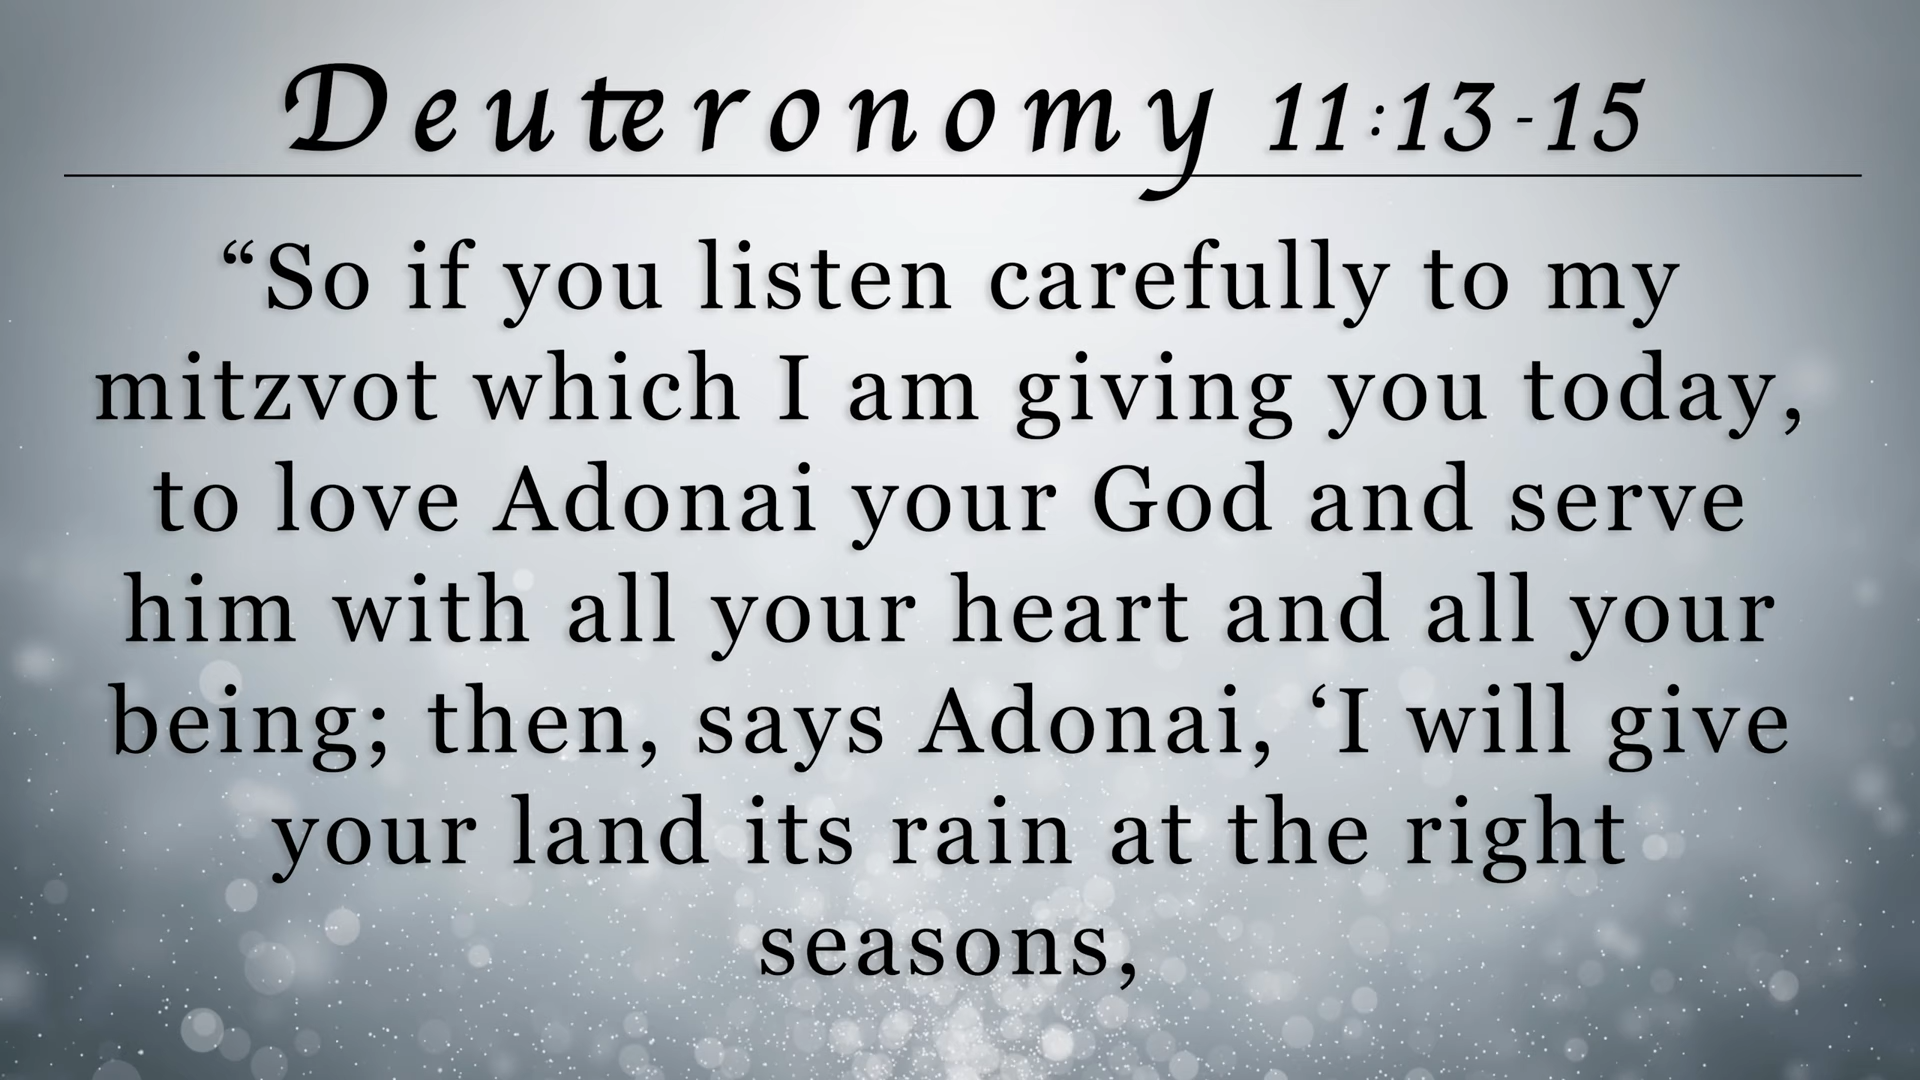 Deuteronomy 11:13-15
“So if you listen carefully to my
mitzvot which I am giving you today,
to love Adonai your God and serve
him with all your heart and all your
being; then, says Adonai, ‘I will give
your land its rain at the right
seasons,